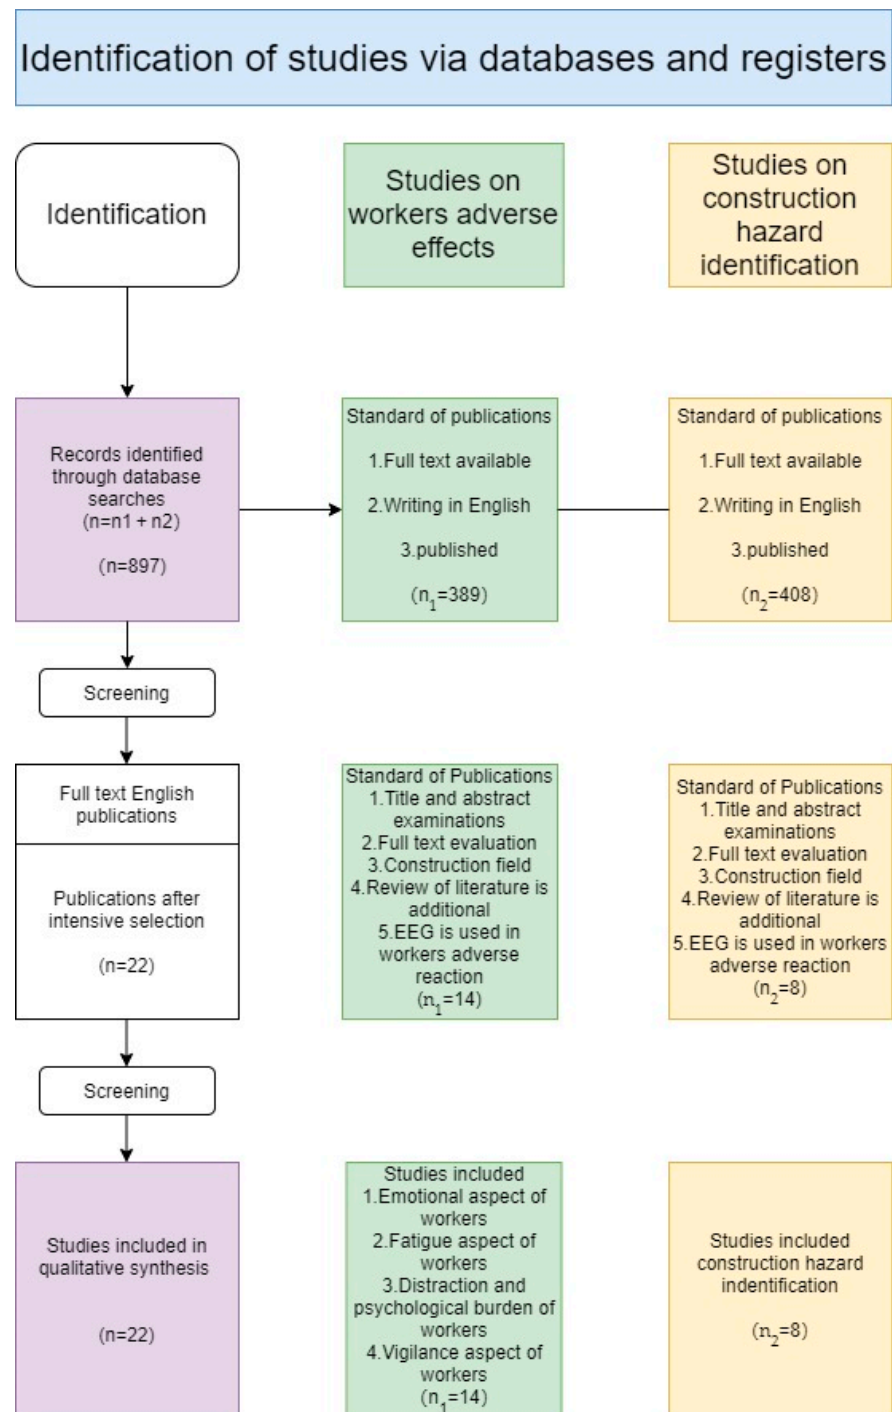 Identification of studies via databases and registers
Identification
Studies on
workers adverse
effects
Studies on
construction
hazard
identification
Records identified
through database
searches
(n=n1 + n2)
(n=897)
Standard of publications
1.Full text available
2.Writing in English
3.published
(n₁=389)
Standard of publications
1.Full text available
2.Writing in English
3.published
(n₂=408)
Screening
Full text English
publications
Publications after
intensive selection
(n=22)
Standard of Publications
1.Title and abstract
examinations
2.Full text evaluation
3.Construction field
4.Review of literature is
additional
5.EEG is used in
workers adverse
reaction
(n₁=14)
Standard of Publications
1.Title and abstract
examinations
2.Full text evaluation
3.Construction field
4.Review of literature is
additional
5.EEG is used in workers
adverse reaction
(n₂=8)
Screening
Studies included in
qualitative synthesis
(n=22)
Studies included
1.Emotional aspect of
workers
2.Fatigue aspect of
workers
3.Distraction and
psychological burden of
workers
4.Vigilance aspect of
workers
(n₁=14)
Studies included
construction hazard
indentification
(n₂=8)